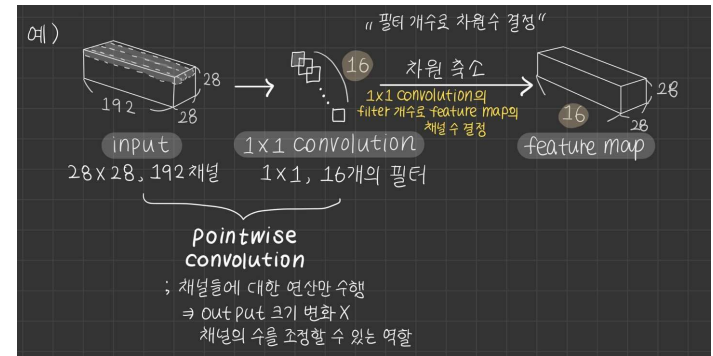 예)
"필터 개수로 차원수 결정"
192
28
28
16
차원 축소
1x1 convolution의
filter 개수로 feature map의
채널 수 결정
16
28
28
input
1x1 convolution
feature map
28x28, 192채널
1x1, 16개의 필터
pointwise
convolution
; 채널들에 대한 연산만 수행
⇒ output 크기 변화 X
채널의 수를 조정할 수 있는 역할